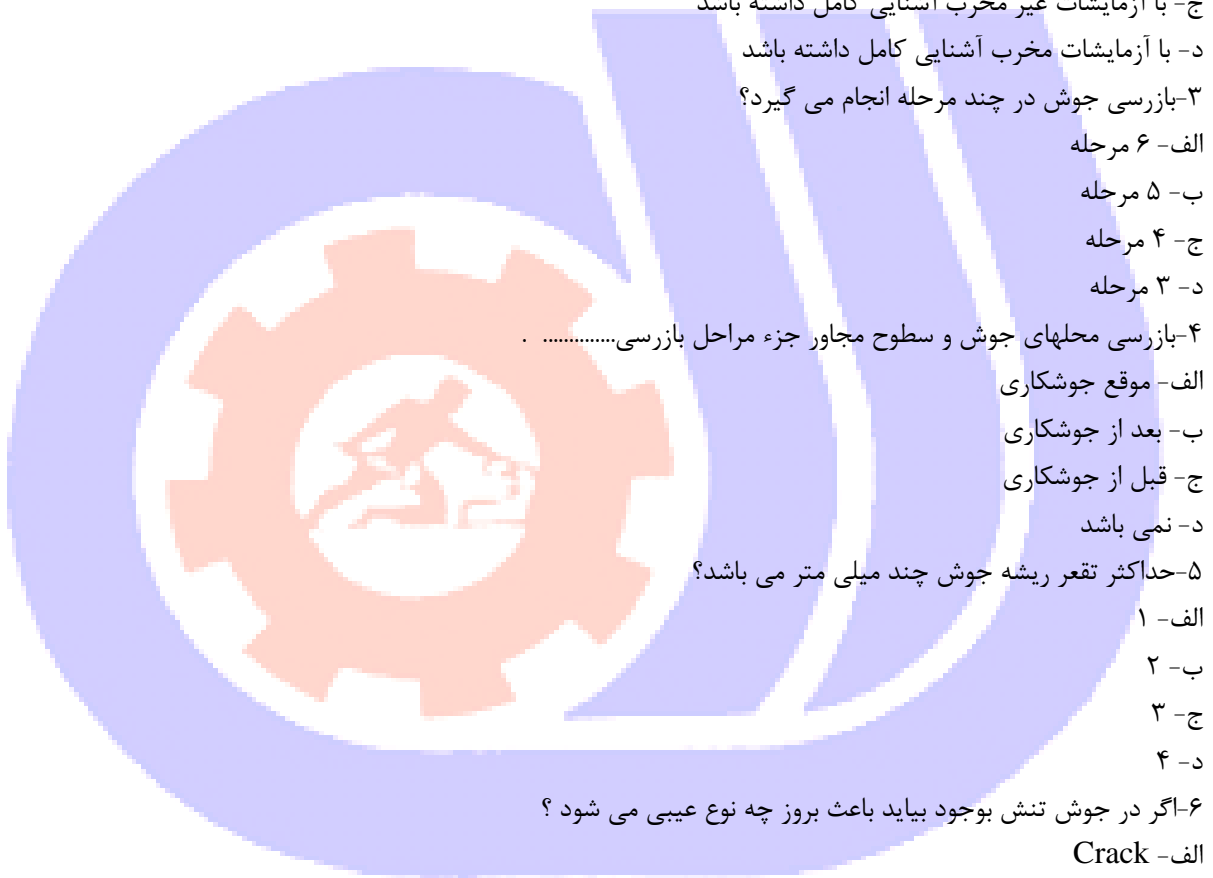 ج- با آزمایشات غیر مخرب آشنایی کامل داشته باشد
د- با آزمایشات مخرب آشنایی کامل داشته باشد
۳-بازرسی جوش در چند مرحله انجام می گیرد؟
الف- ۶ مرحله
ب- ۵ مرحله
ج- ۴ مرحله
د- ۳ مرحله
۴-بازرسی محلهای جوش و سطوح مجاور جزء مراحل بازرسی.............. .
الف- موقع جوشکاری
ب- بعد از جوشکاری
ج- قبل از جوشکاری
د- نمی باشد
۵-حداکثر تقعر ریشه جوش چند میلی متر می باشد؟
الف- ۱
ب- ۲
ج- ۳
د- ۴
۶-اگر در جوش تنش بوجود بیاید باعث بروز چه نوع عیبی می شود ؟
الف- Crack